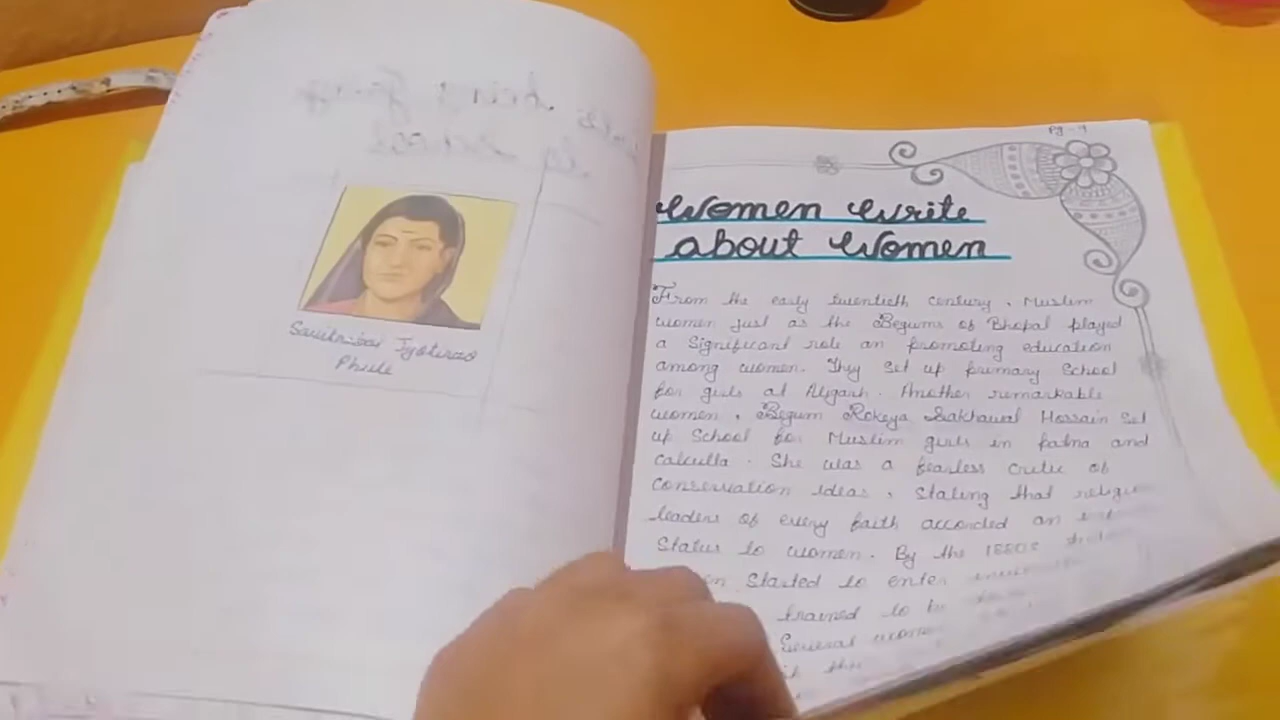 Savitribai Jyotirao
Phule
Pg - 4
Women write
about Women
From the early twentieth century, Muslim
women just as the Begums of Bhopal played
a significant role an promoting education
among women. They set up primary School
for girls at Aligarh. Another remarkable
women, Begum Rokeya Sakhawat Hossain set
up School for Muslim girls in patna and
Calcutta. She was a fearless critic of
Conservation ideas, Stating that
leaders of every faith accorded an
Status to women. By the 1880s
Started to enter
trained to
Several